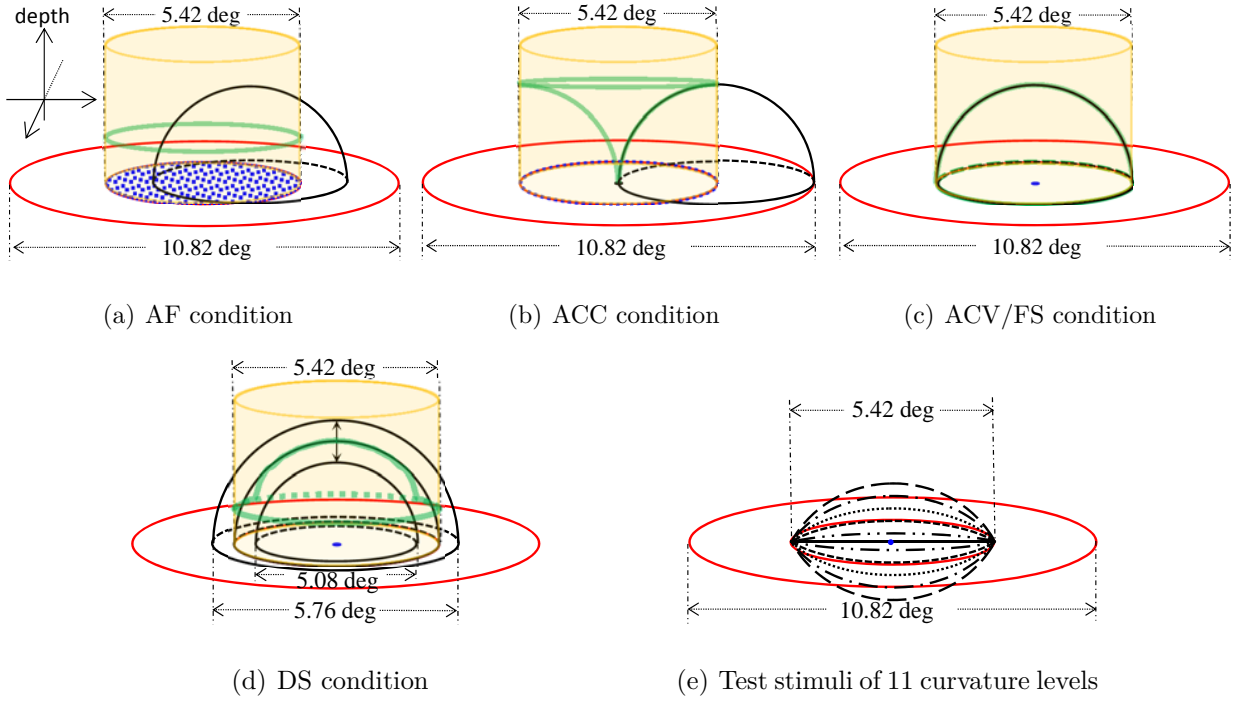 depth
5.42 deg
10.82 deg
(a) AF condition
5.42 deg
10.82 deg
(b) ACC condition
5.42 deg
10.82 deg
(c) ACV/FS condition
5.42 deg
5.08 deg
5.76 deg
(d) DS condition
5.42 deg
10.82 deg
(e) Test stimuli of 11 curvature levels